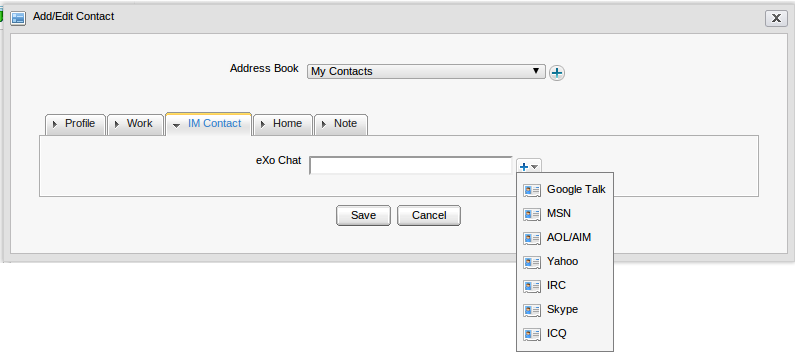 Add/Edit Contact
Address Book My Contacts
Profile Work IM Contact Home Note
eXo Chat
Google Talk
MSN
Save Cancel
AOL/AIM
Yahoo
IRC
Skype
ICQ